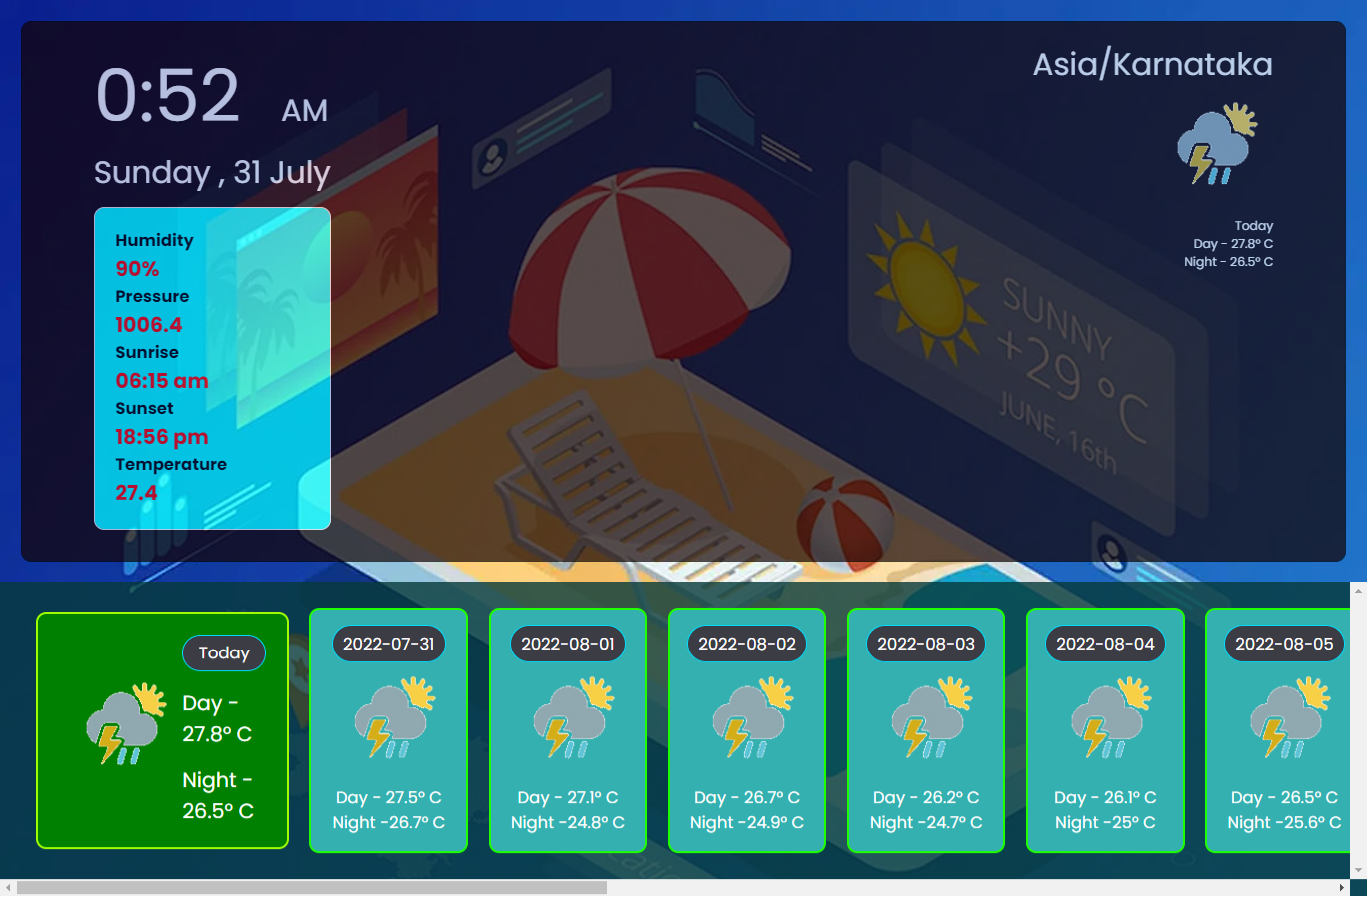 0:52 AM
Sunday , 31 July
Asia/Karnataka
Today
Day - 27.8° C
Night - 26.5° C
Humidity
90%
Pressure
1006.4
Sunrise
06:15 am
Sunset
18:56 pm
Temperature
27.4
SUNNY
+29 °C
JUNE, 16th
Today
Day -
27.8° C
Night -
26.5° C
2022-07-31
Day - 27.5° C
Night -26.7° C
2022-08-01
Day - 27.1° C
Night -24.8° C
2022-08-02
Day - 26.7° C
Night -24.9° C
2022-08-03
Day - 26.2° C
Night -24.7° C
2022-08-04
Day - 26.1° C
Night -25° C
2022-08-05
Day - 26.5° C
Night -25.6° C